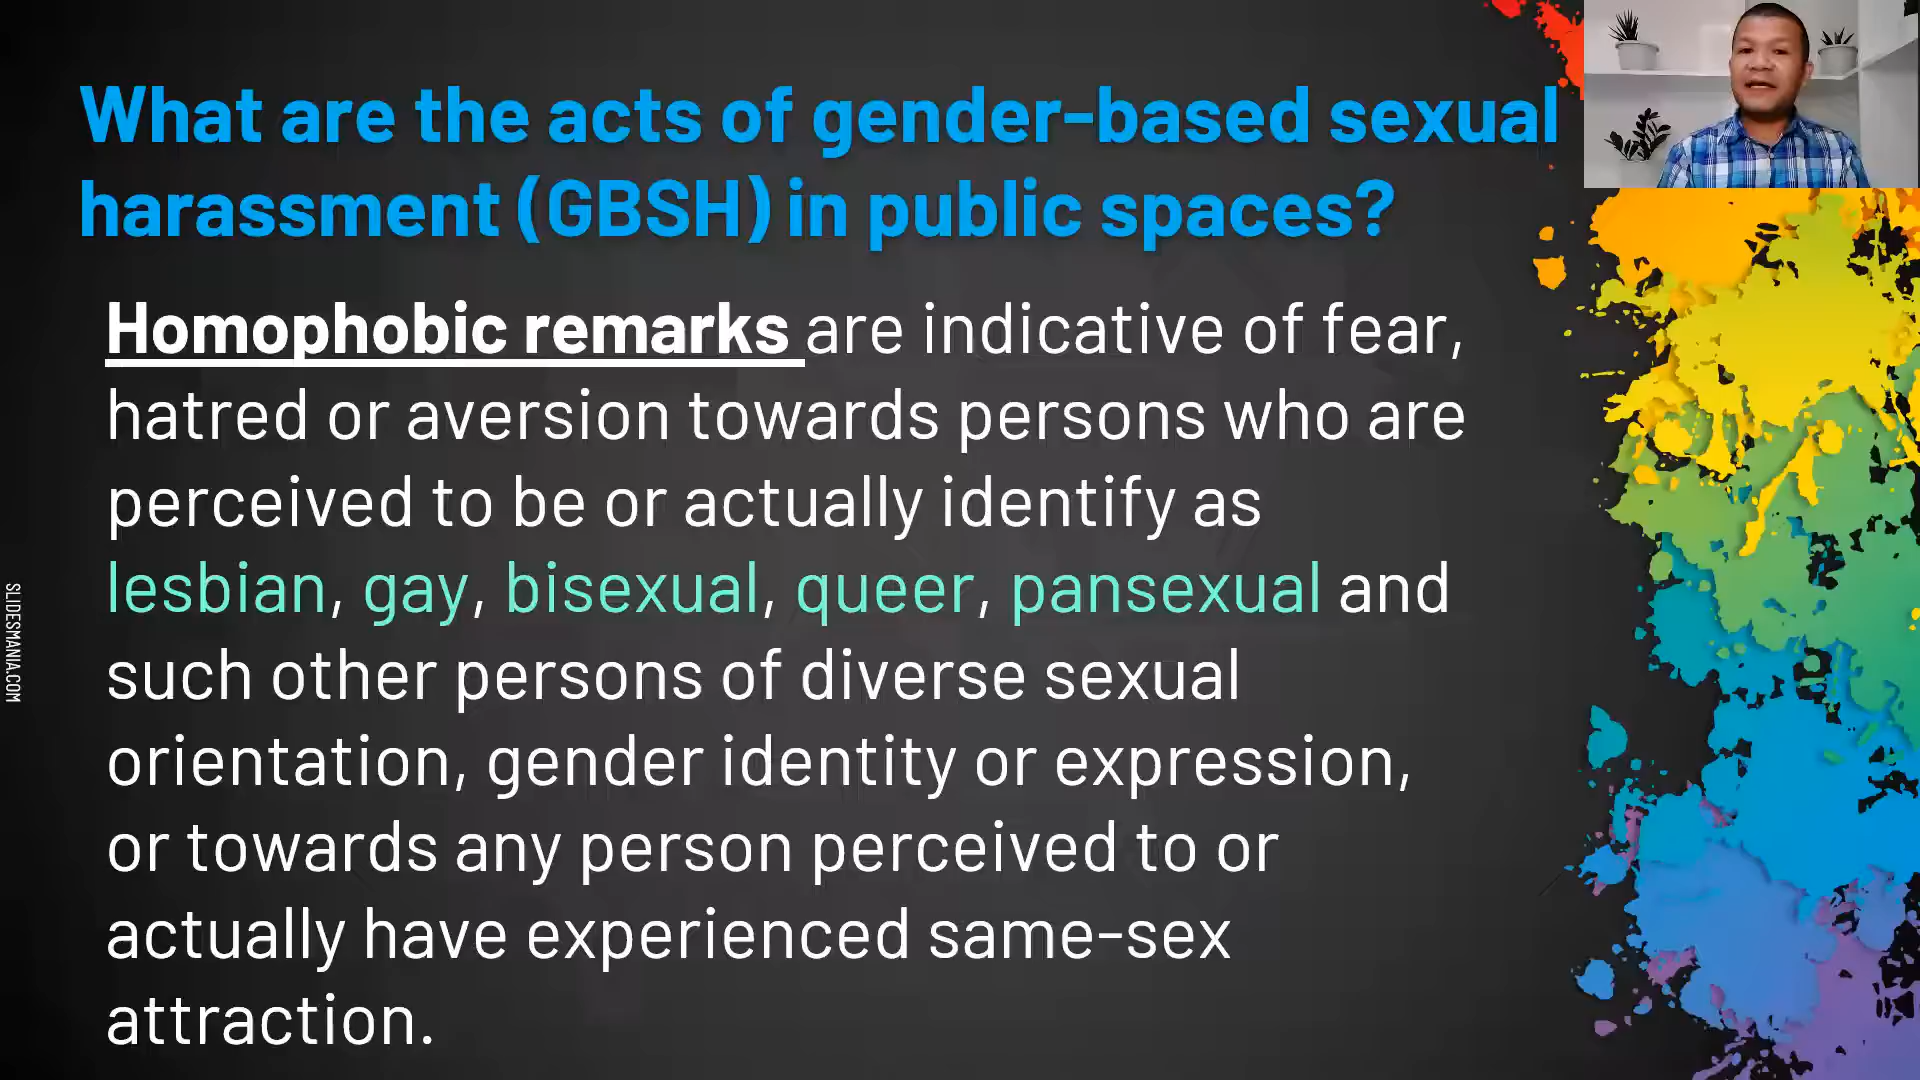 What are the acts of gender-based sexual
harassment (GBSH) in public spaces?
Homophobic remarks are indicative of fear,
hatred or aversion towards persons who are
perceived to be or actually identify as
lesbian, gay, bisexual, queer, pansexual and
such other persons of diverse sexual
orientation, gender identity or expression,
or towards any person perceived to or
actually have experienced same-sex
attraction.
SLIDESMANIA.COM